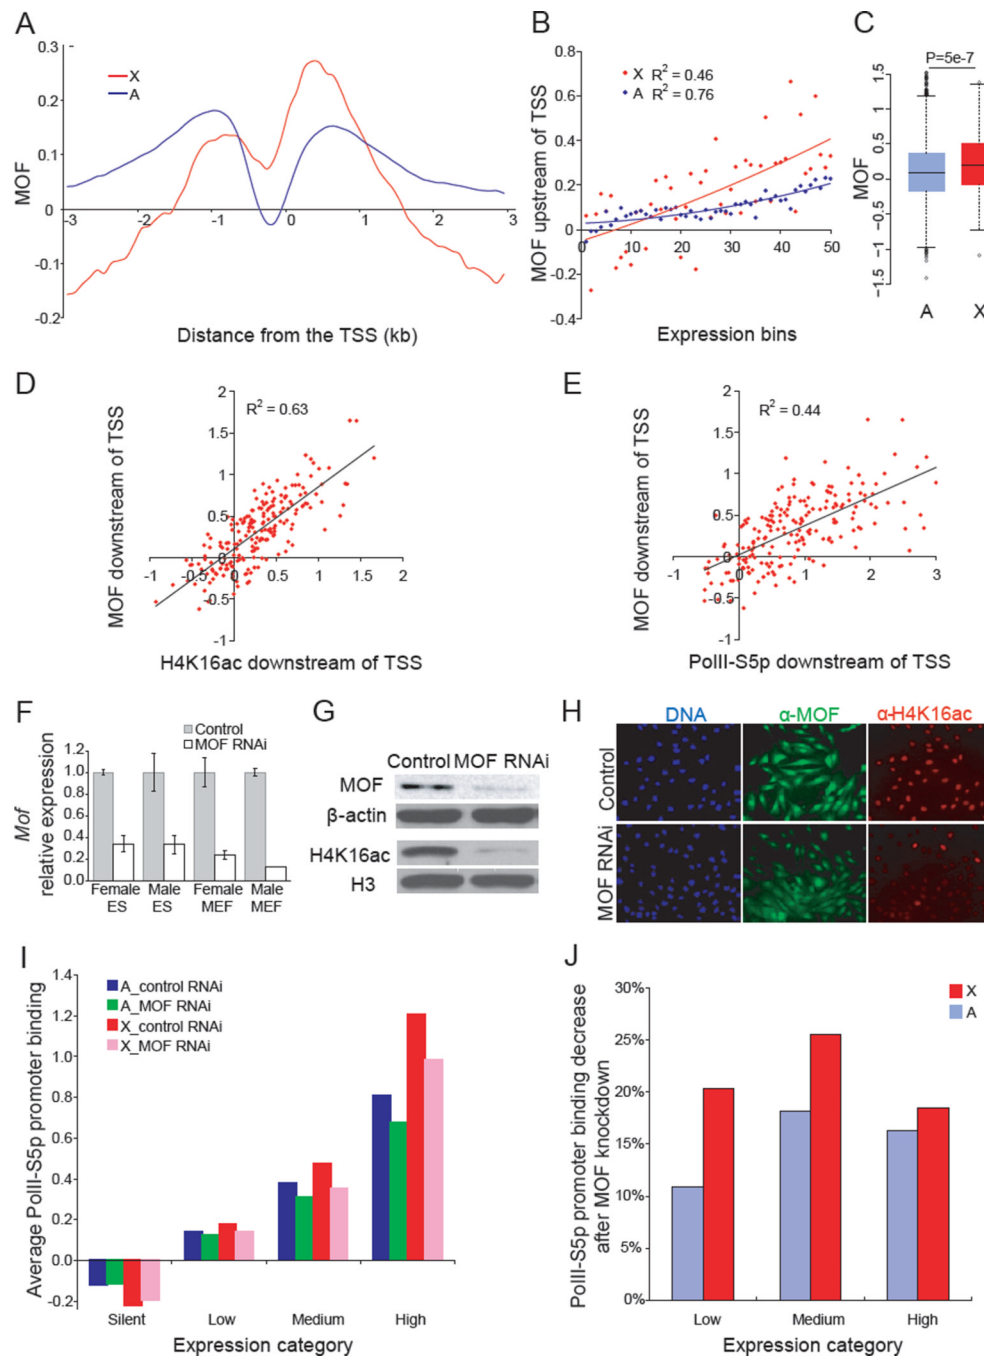 A
0.3
X
A
0.2
0.1
0
-0.1
-0.2
-3
-2
-1
0
1
2
3
MOF
Distance from the TSS (kb)
B
0.8
0.6
0.4
0.2
0
-0.2
-0.4
X R² = 0.46
A R² = 0.76
0
10
20
30
40
50
MOF upstream of TSS
Expression bins
C
P=5e-7
1.5
1
0.5
0
-0.5
-1
-1.5
MOF
A
X
D
R² = 0.63
2
1.5
1
0.5
0
-0.5
-1
-1
-0.5
0
0.5
1
1.5
2
MOF downstream of TSS
H4K16ac downstream of TSS
E
R² = 0.44
2
1.5
1
0.5
0
-0.5
-1
-1
0
1
2
3
MOF downstream of TSS
PolII-S5p downstream of TSS
F
Control
MOF RNAi
1.2
1.0
0.8
0.6
0.4
0.2
0.0
Mof
relative expression
Female
ES
Male
ES
Female
MEF
Male
MEF
G
Control MOF RNAi
MOF
β-actin
H4K16ac
H3
H
DNA
α-MOF
α-H4K16ac
Control
MOF RNAi
I
1.4
1.2
1.0
0.8
0.6
0.4
0.2
0.0
-0.2
A_control RNAi
A_MOF RNAi
X_control RNAi
X_MOF RNAi
Average PolII-S5p promoter binding
Silent
Low
Medium
High
Expression category
J
30%
25%
20%
15%
10%
5%
0%
X
A
PolII-S5p promoter binding decrease
after MOF knockdown
Low
Medium
High
Expression category